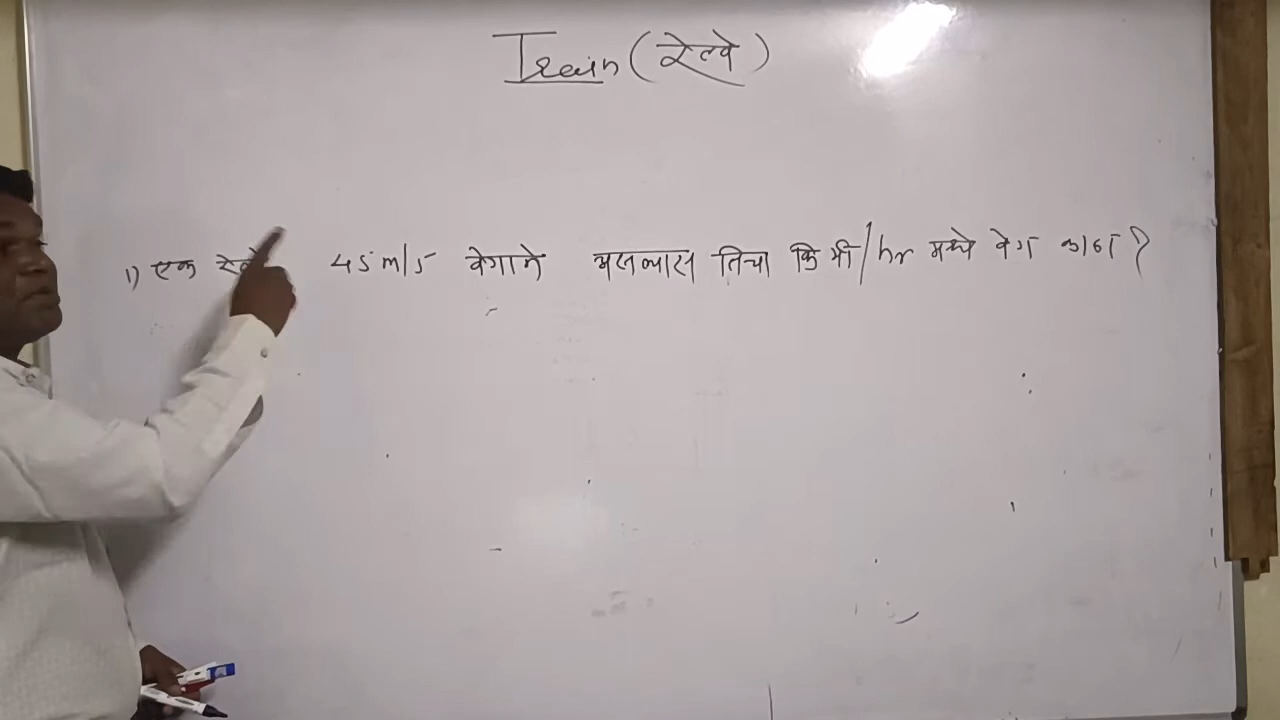 Train (रेल्वे)
1) एक रेल्वे 45 m/s वेगाने असल्यास तिचा कि मी/hr मध्ये वेग काढा?